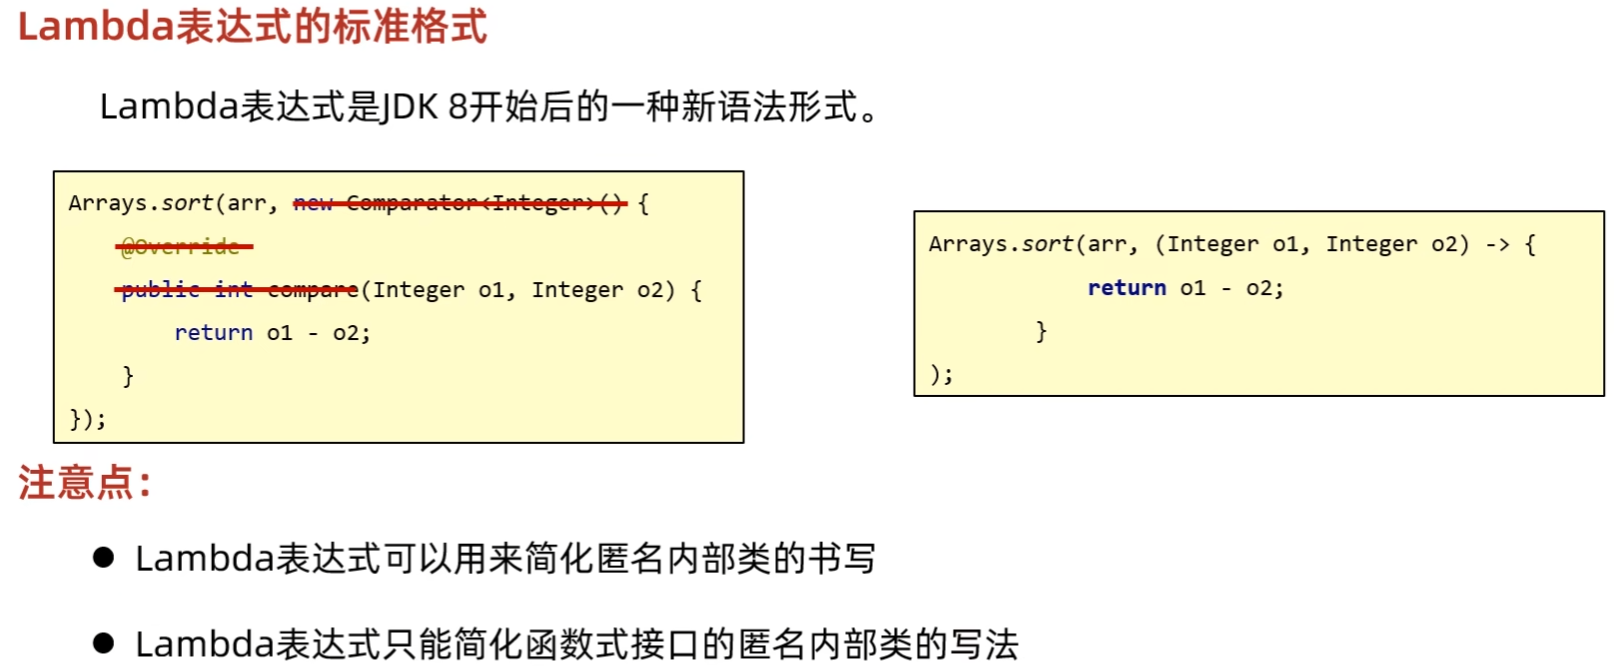 Lambda表达式的标准格式
Lambda表达式是JDK 8开始后的一种新语法形式。
Arrays.sort(arr, new Comparator<Integer>() {
@Override
public int compare(Integer o1, Integer o2) {
return o1 - o2;
}
});
Arrays.sort(arr, (Integer o1, Integer o2) -> {
return o1 - o2;
}
);
注意点：
● Lambda表达式可以用来简化匿名内部类的书写
● Lambda表达式只能简化函数式接口的匿名内部类的写法